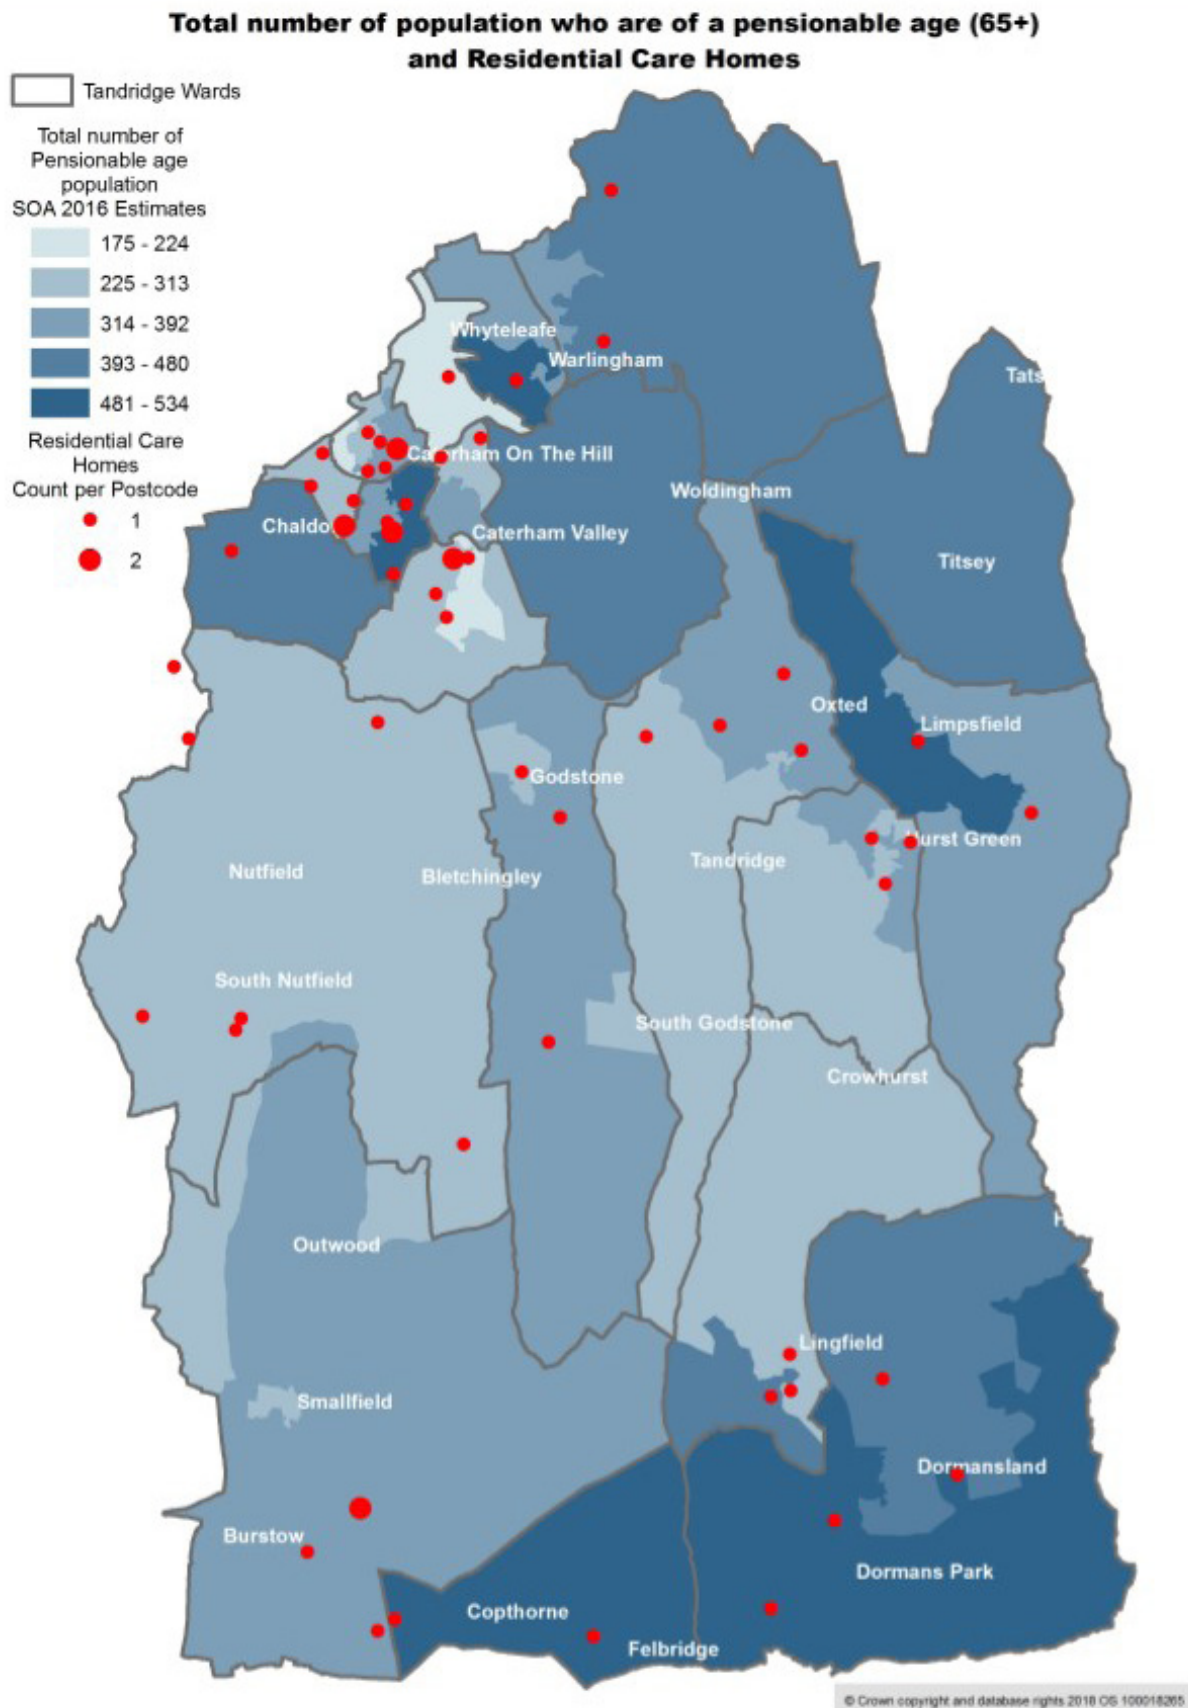 Total number of population who are of a pensionable age (65+)
and Residential Care Homes
Tandridge Wards
Total number of
Pensionable age
population
SOA 2016 Estimates
175 - 224
225 - 313
314 - 392
393 - 480
481 - 534
Residential Care
Homes
Count per Postcode
1
2
Whyteleafe
Warlingham
Tats
Caterham On The Hill
Woldingham
Chaldo
Caterham Valley
Titsey
Oxted
Limpsfield
Godstone
Hurst Green
Tandridge
Nutfield
Bletchingley
South Nutfield
South Godstone
Crowhurst
H
Outwood
Lingfield
Smallfield
Dormansland
Burstow
Dormans Park
Copthorne
Felbridge
© Crown copyright and database rights 2018 OS 100018265